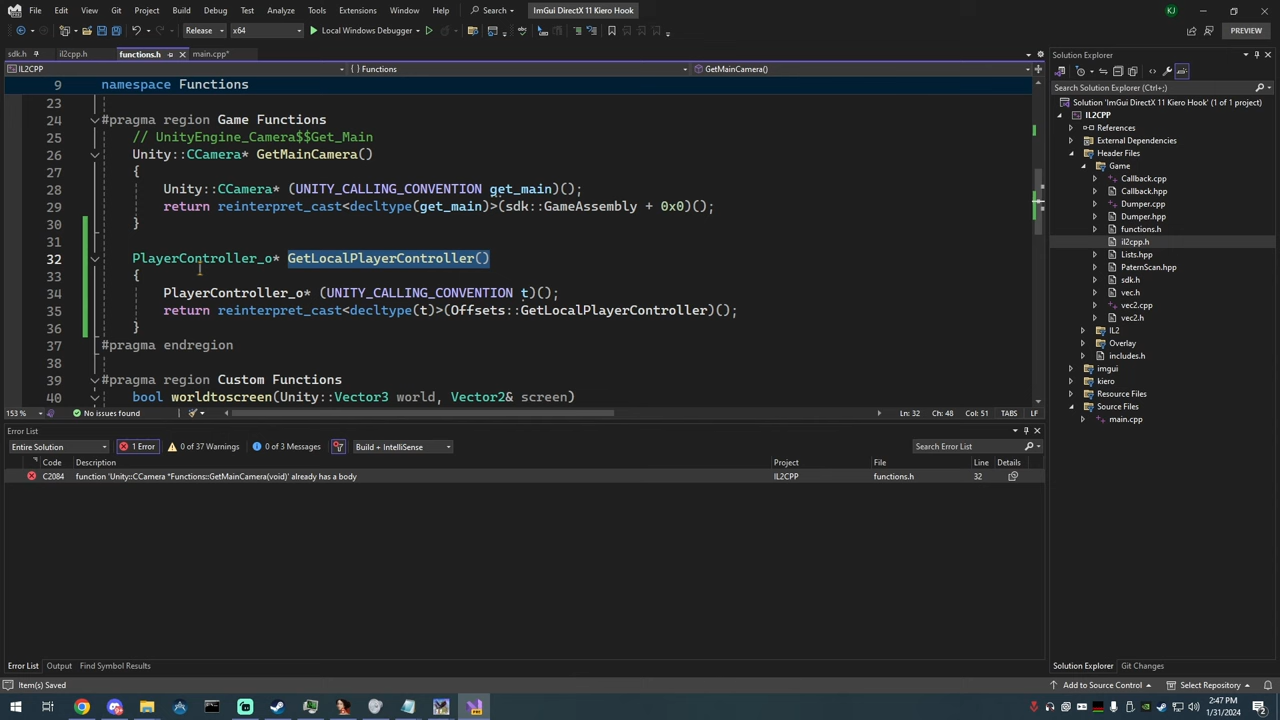 File Edit View Git Project Build Debug Test Analyze Tools Extensions Window Help Search ImGui DirectX 11 Kiero Hook KJ
Release x64 Local Windows Debugger PREVIEW
sdk.h il2cpp.h functions.h main.cpp*
IL2CPP {} Functions GetMainCamera()
9 namespace Functions
23
24 #pragma region Game Functions
25 // UnityEngine_Camera$$Get_Main
26 Unity::CCamera* GetMainCamera()
27 {
28 Unity::CCamera* (UNITY_CALLING_CONVENTION get_main)();
29 return reinterpret_cast<decltype(get_main)>(sdk::GameAssembly + 0x0)();
30 }
31
32 PlayerController_o* GetLocalPlayerController()
33 {
34 PlayerController_o* (UNITY_CALLING_CONVENTION t)();
35 return reinterpret_cast<decltype(t)>(Offsets::GetLocalPlayerController)();
36 }
37 #pragma endregion
38
39 #pragma region Custom Functions
40 bool worldtoscreen(Unity::Vector3 world, Vector2& screen)
153 % No issues found Ln: 32 Ch: 48 Col: 51 TABS LF
Error List
Entire Solution 1 Error 0 of 37 Warnings 0 of 3 Messages Build + IntelliSense Search Error List
Code Description Project File Line Details
C2084 function 'Unity::CCamera *Functions::GetMainCamera(void)' already has a body IL2CPP functions.h 32
Error List Output Find Symbol Results
Item(s) Saved
Solution Explorer
Search Solution Explorer (Ctrl+;)
Solution 'ImGui DirectX 11 Kiero Hook' (1 of 1 project)
IL2CPP
References
External Dependencies
Header Files
Game
Callback.cpp
Callback.hpp
Dumper.cpp
Dumper.hpp
functions.h
il2cpp.h
Lists.hpp
PaternScan.hpp
sdk.h
vec.h
vec2.cpp
vec2.h
IL2
Overlay
includes.h
imgui
kiero
Resource Files
Source Files
main.cpp
Solution Explorer Git Changes
Add to Source Control Select Repository
2:47 PM
1/31/2024